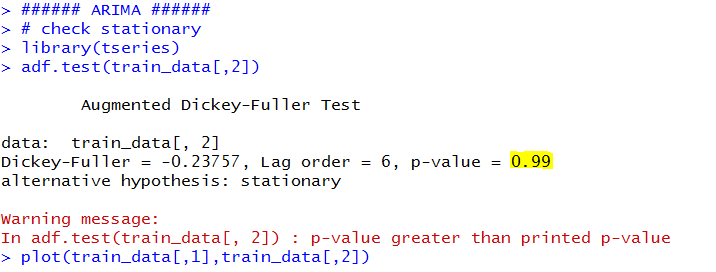 > ###### ARIMA ######
> # check stationary
> library(tseries)
> adf.test(train_data[,2])
Augmented Dickey-Fuller Test
data:  train_data[, 2]
Dickey-Fuller = -0.23757, Lag order = 6, p-value = 0.99
alternative hypothesis: stationary
Warning message:
In adf.test(train_data[, 2]) : p-value greater than printed p-value
> plot(train_data[,1],train_data[,2])